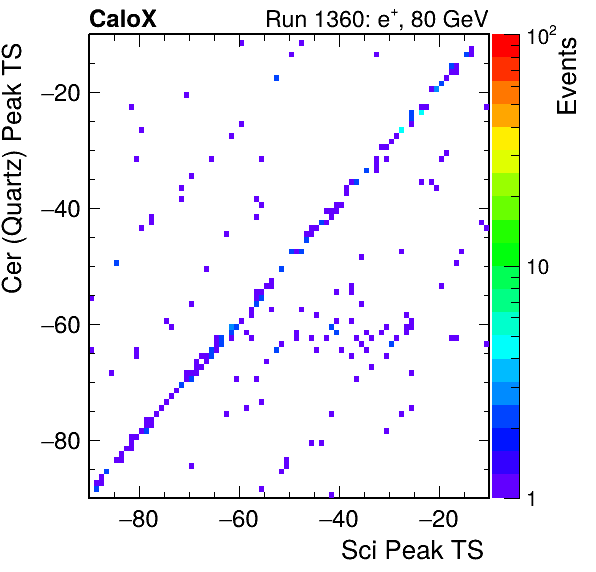 CaloX Run 1360: e⁺, 80 GeV
Cer (Quartz) Peak TS
−20
−40
−60
−80
−80 −60 −40 −20
Sci Peak TS
10²
10
1
Events